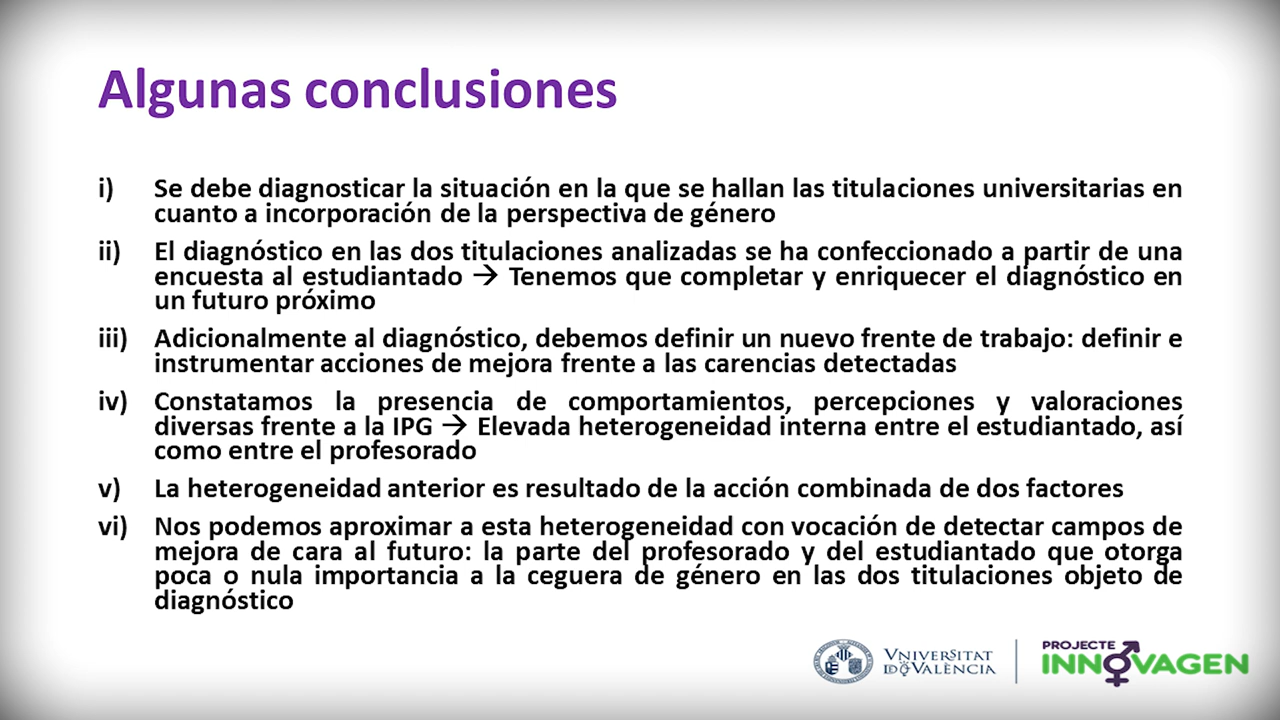 Algunas conclusiones
i) Se debe diagnosticar la situación en la que se hallan las titulaciones universitarias en
cuanto a incorporación de la perspectiva de género
ii) El diagnóstico en las dos titulaciones analizadas se ha confeccionado a partir de una
encuesta al estudiantado → Tenemos que completar y enriquecer el diagnóstico en
un futuro próximo
iii) Adicionalmente al diagnóstico, debemos definir un nuevo frente de trabajo: definir e
instrumentar acciones de mejora frente a las carencias detectadas
iv) Constatamos la presencia de comportamientos, percepciones y valoraciones
diversas frente a la IPG → Elevada heterogeneidad interna entre el estudiantado, así
como entre el profesorado
v) La heterogeneidad anterior es resultado de la acción combinada de dos factores
vi) Nos podemos aproximar a esta heterogeneidad con vocación de detectar campos de
mejora de cara al futuro: la parte del profesorado y del estudiantado que otorga
poca o nula importancia a la ceguera de género en las dos titulaciones objeto de
diagnóstico
VNIVERSITAT
ID QVALÈNCIA
PROJECTE
INNOVAGEN